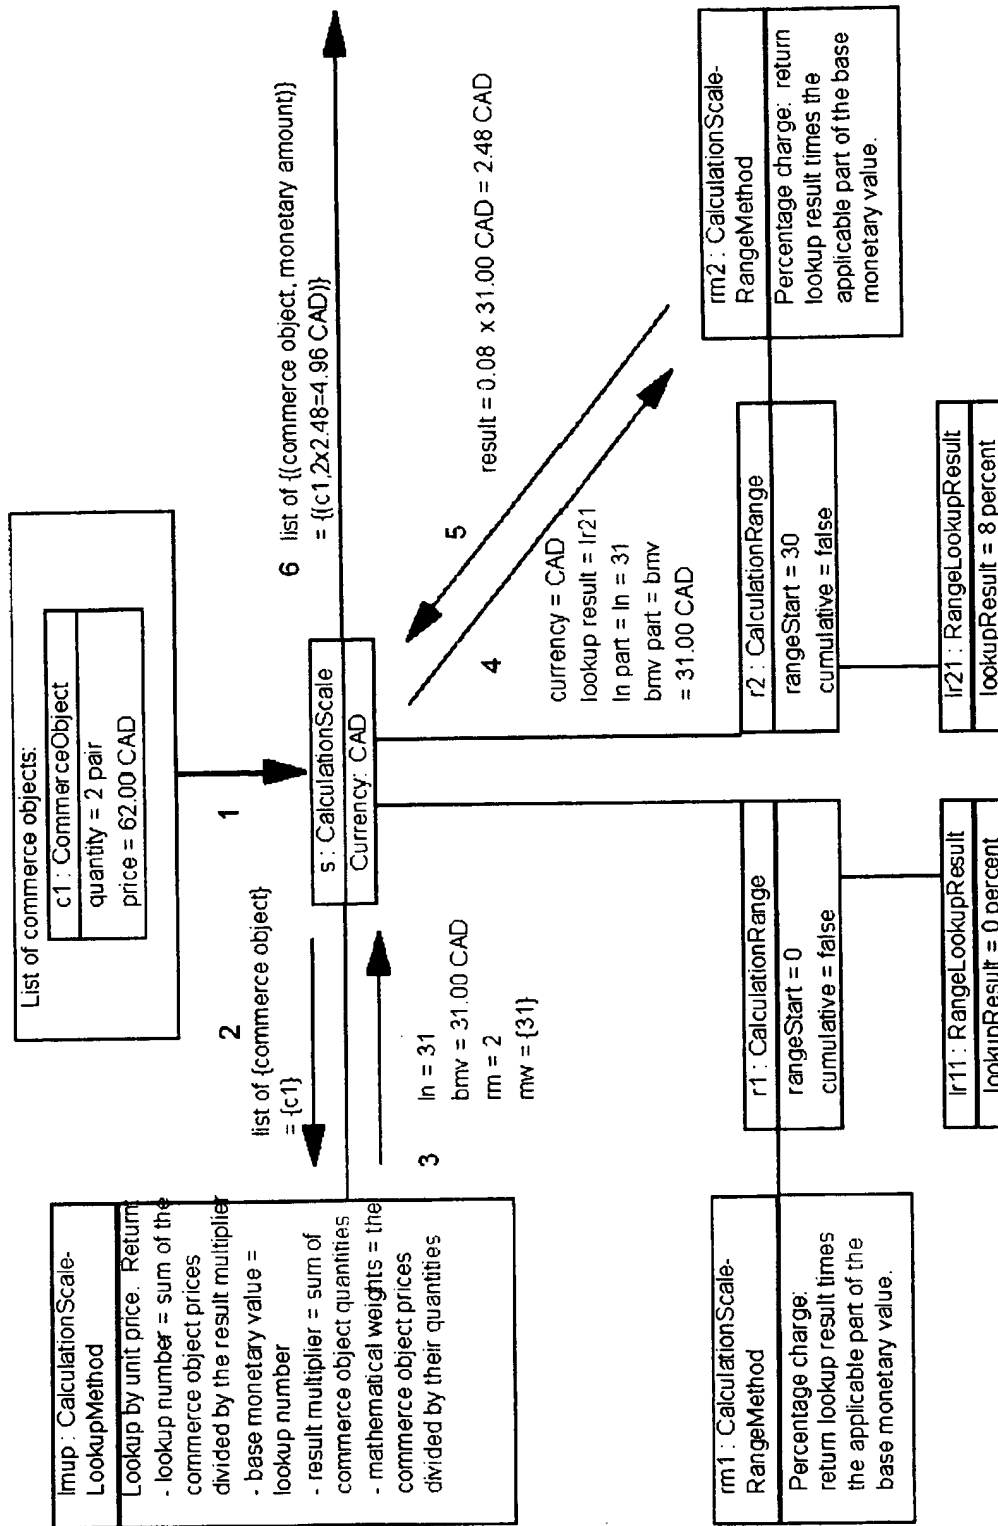 List of commerce objects:
c1 : CommerceObject
quantity = 2 pair
price = 62.00 CAD
1
2
list of {commerce object}
= {c1}
6
list of {(commerce object, monetary amount)}
= {(c1,2x2.48=4.96 CAD)}
lmup : CalculationScale-
LookupMethod
Lookup by unit price. Return:
- lookup number = sum of the
commerce object prices
divided by the result multiplier
- base monetary value =
lookup number
- result multiplier = sum of
commerce object quantities
- mathematical weights = the
commerce object prices
divided by their quantities
s : CalculationScale
Currency: CAD
3
ln = 31
bmv = 31.00 CAD
rm = 2
mw = {31}
4
currency = CAD
lookup result = lr21
ln part = ln = 31
bmv part = bmv
= 31.00 CAD
5
result = 0.08 x 31.00 CAD = 2.48 CAD
rm1 : CalculationScale-
RangeMethod
Percentage charge:
return lookup result times
the applicable part of the
base monetary value.
r1 : CalculationRange
rangeStart = 0
cumulative = false
r2 : CalculationRange
rangeStart = 30
cumulative = false
rm2 : CalculationScale-
RangeMethod
Percentage charge: return
lookup result times the
applicable part of the base
monetary value.
lr11 : RangeLookupResult
lookupResult = 0 percent
lr21 : RangeLookupResult
lookupResult = 8 percent